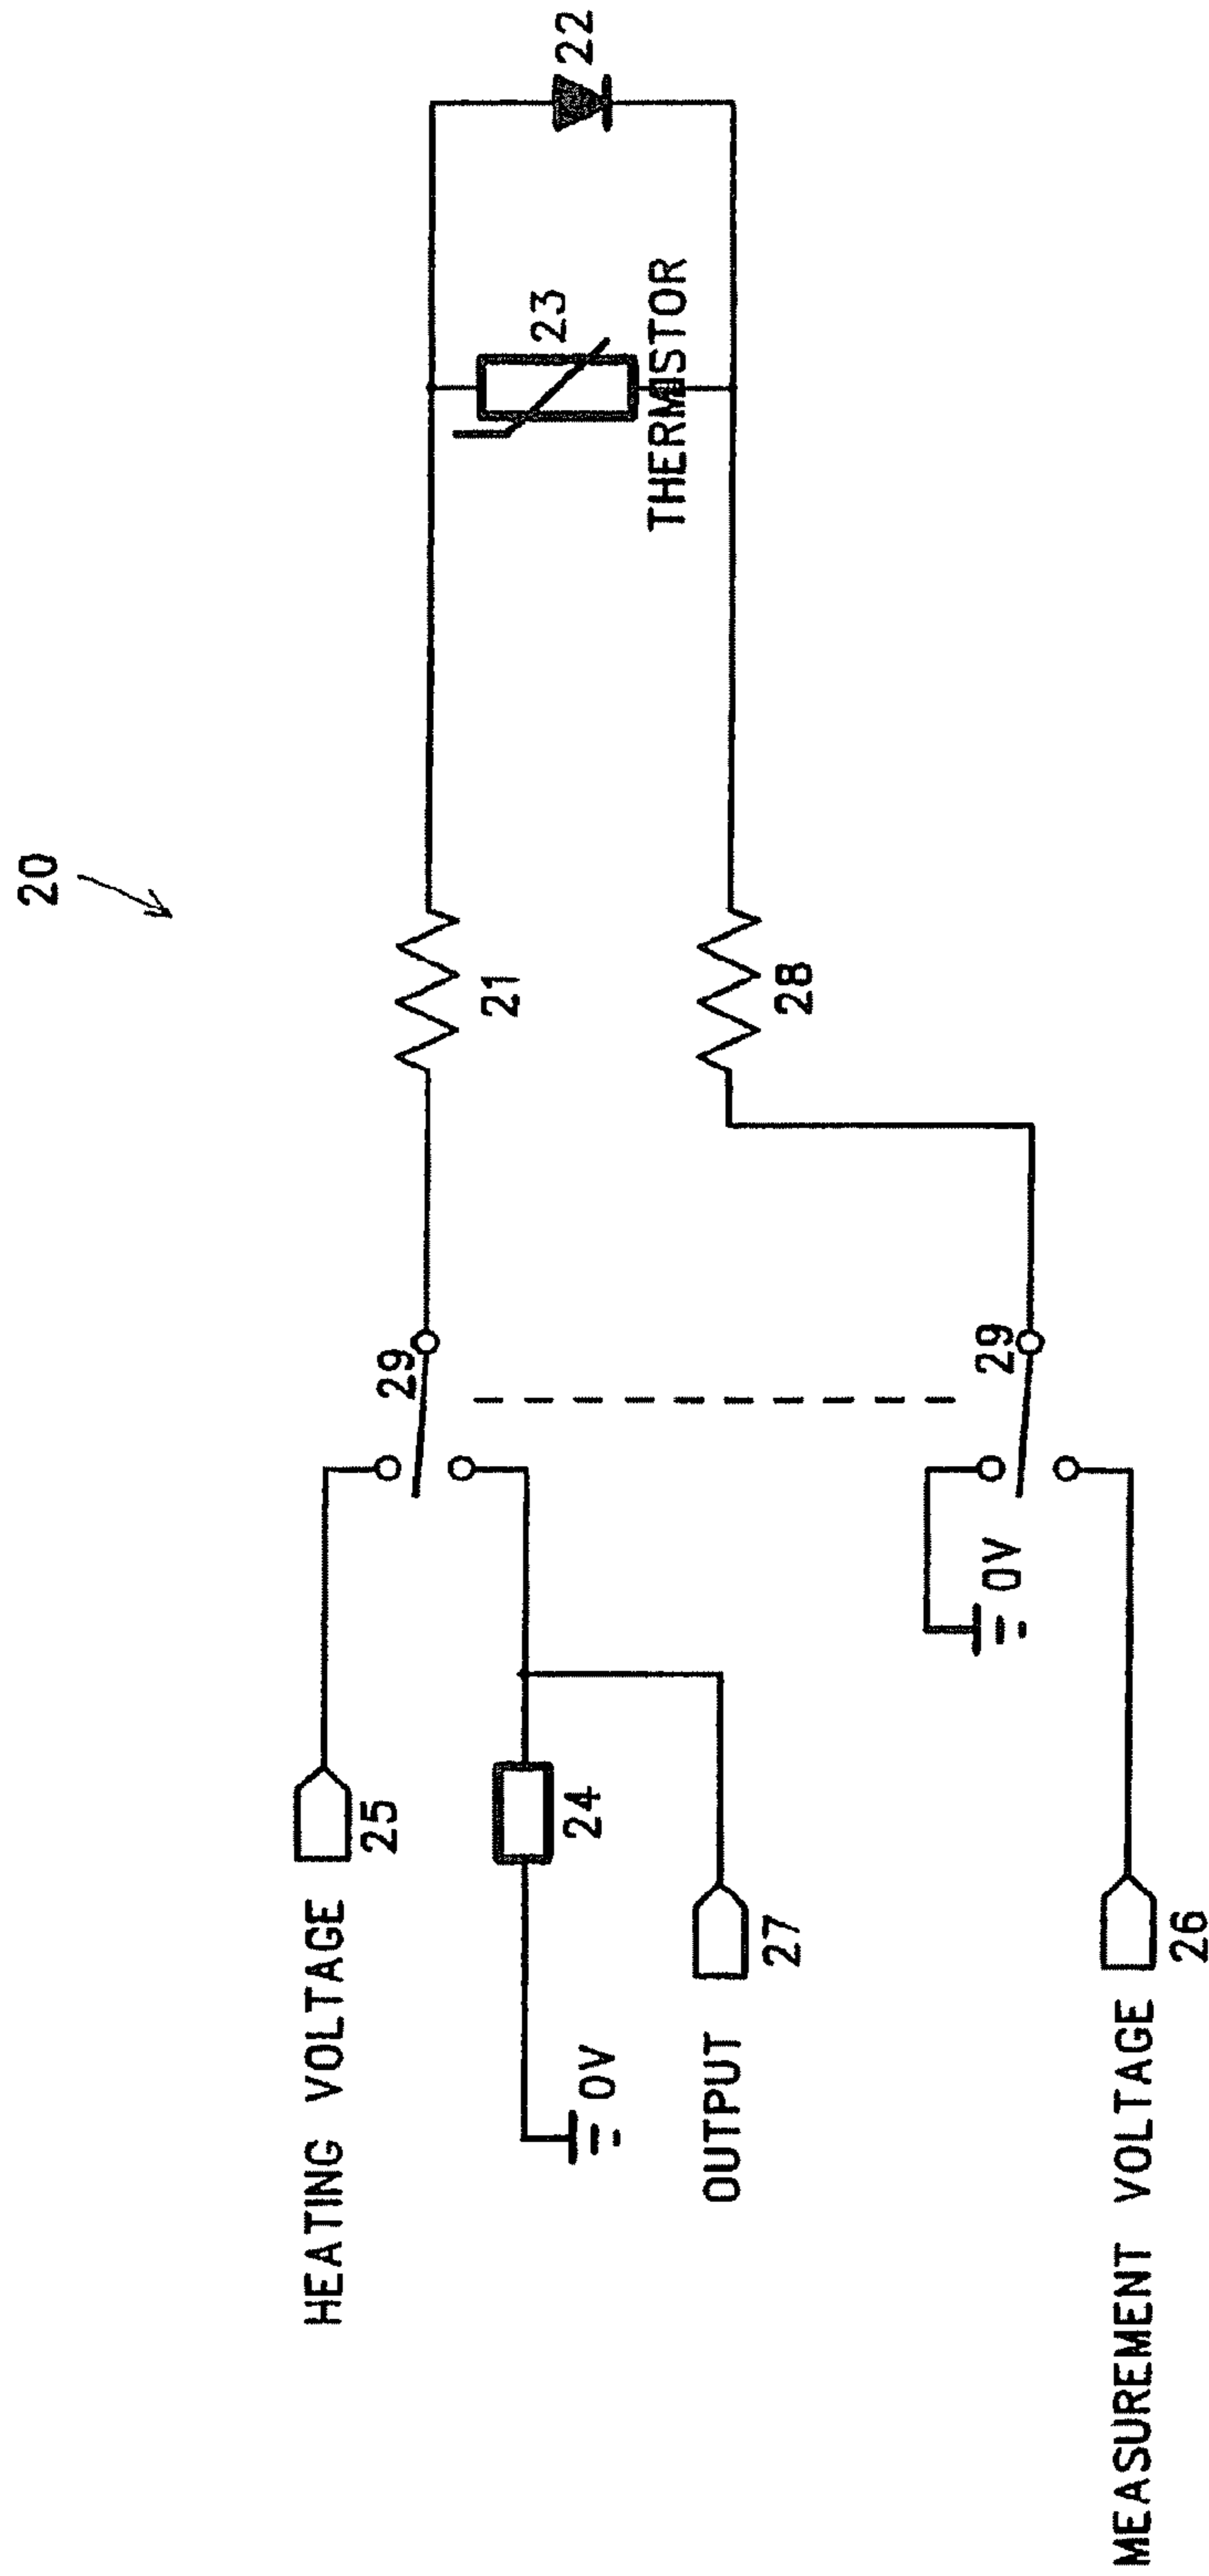 20
22
23
THERMISTOR
21
28
29
29
HEATING VOLTAGE
25
24
0V
0V
OUTPUT
27
MEASUREMENT VOLTAGE
26